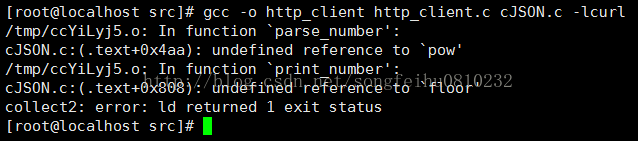 [root@localhost src]# gcc -o http_client http_client.c cJSON.c -lcurl
/tmp/ccYiLyj5.o: In function `parse_number':
cJSON.c:(.text+0x4aa): undefined reference to `pow'
/tmp/ccYiLyj5.o: In function `print_number':
http://blog.csdn.net/songfeihu0810232
cJSON.c:(.text+0x808): undefined reference to `floor'
collect2: error: ld returned 1 exit status
[root@localhost src]#